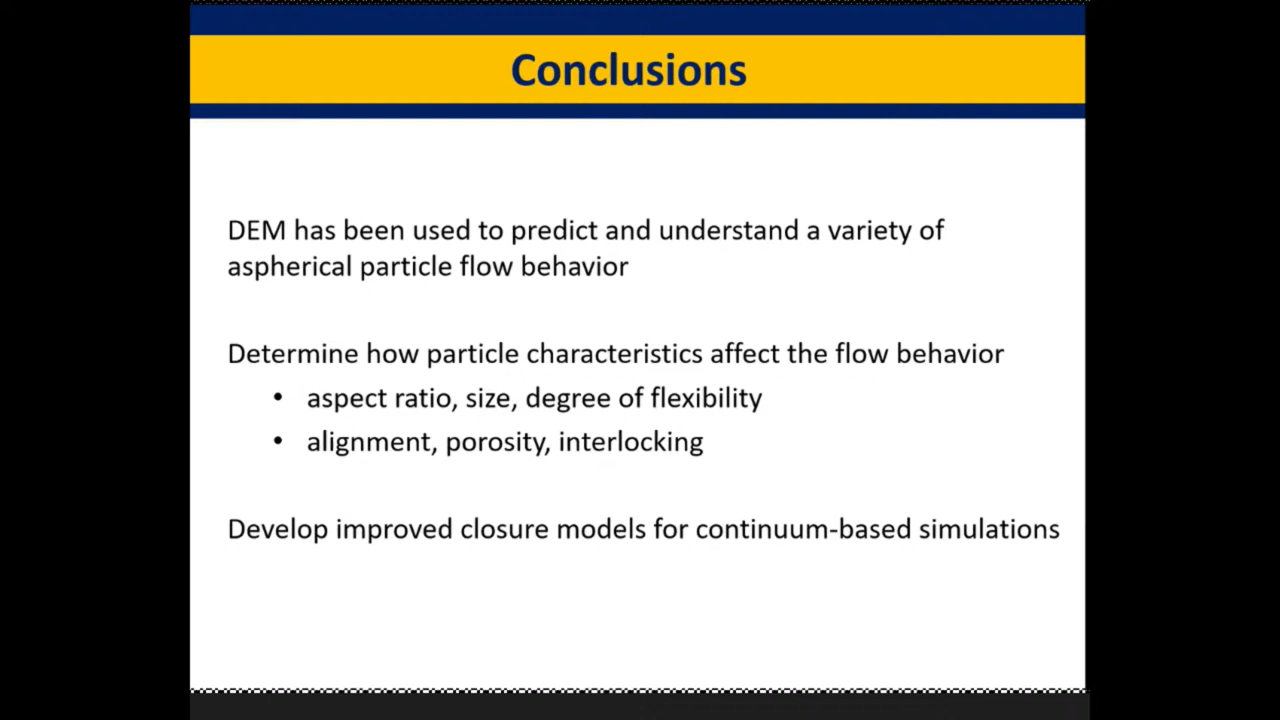 Conclusions
DEM has been used to predict and understand a variety of
aspherical particle flow behavior
Determine how particle characteristics affect the flow behavior
• aspect ratio, size, degree of flexibility
• alignment, porosity, interlocking
Develop improved closure models for continuum-based simulations